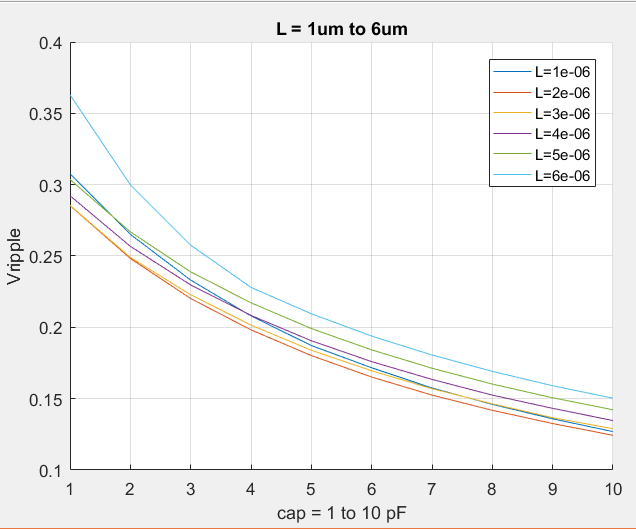 L = 1um to 6um
0.4
0.35
0.3
0.25
0.2
0.15
0.1
Vripple
L=1e-06
L=2e-06
L=3e-06
L=4e-06
L=5e-06
L=6e-06
1 2 3 4 5 6 7 8 9 10
cap = 1 to 10 pF